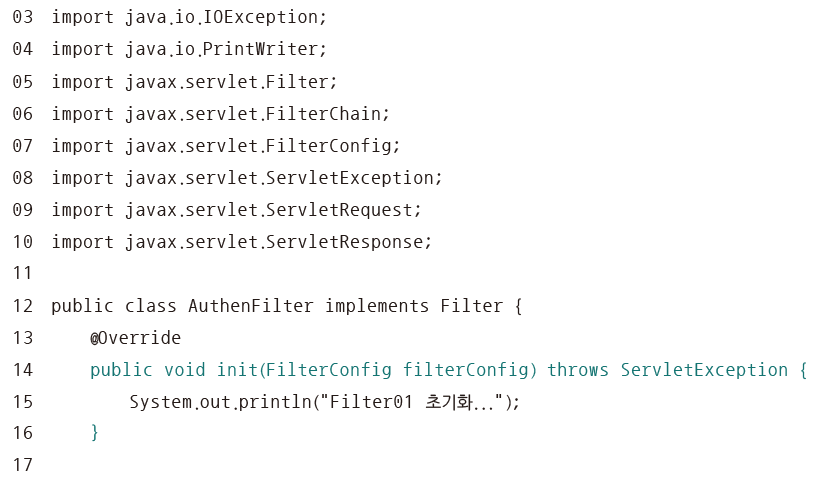 03 import java.io.IOException;
04 import java.io.PrintWriter;
05 import javax.servlet.Filter;
06 import javax.servlet.FilterChain;
07 import javax.servlet.FilterConfig;
08 import javax.servlet.ServletException;
09 import javax.servlet.ServletRequest;
10 import javax.servlet.ServletResponse;
11
12 public class AuthenFilter implements Filter {
13 @Override
14 public void init(FilterConfig filterConfig) throws ServletException {
15 System.out.println("Filter01 초기화...");
16 }
17